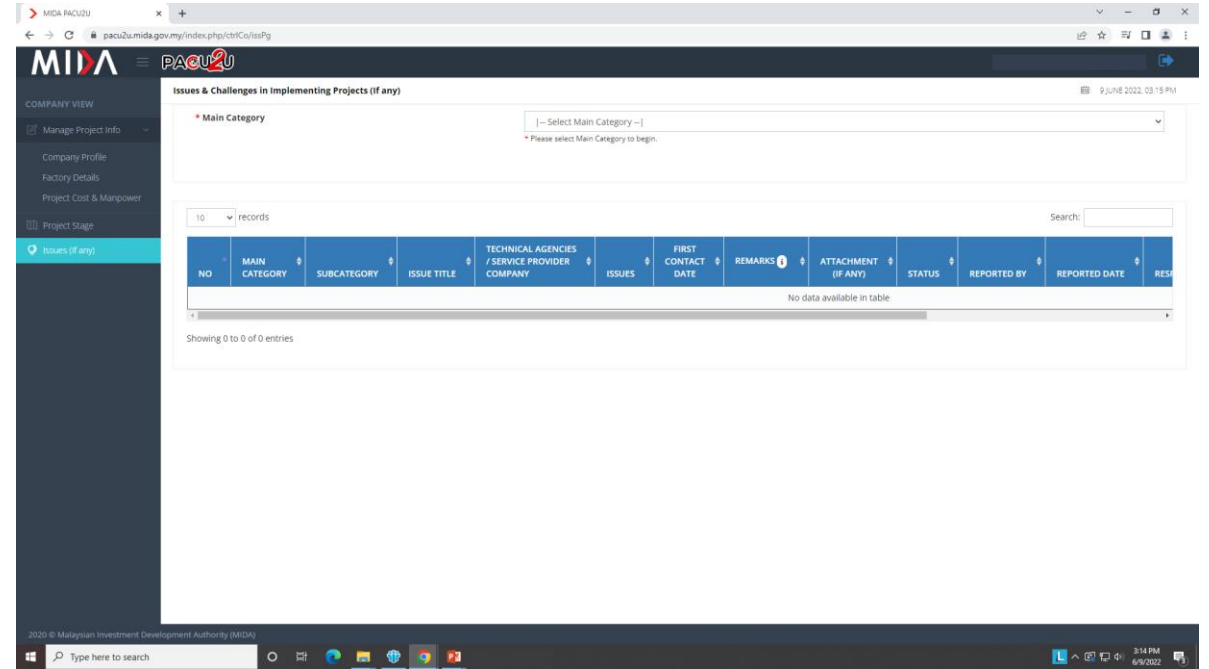 MIDA PACU2U
pacu2u.mida.gov.my/index.php/ctrlCo/issPg
MIDA PACU2U
Issues & Challenges in Implementing Projects (If any)
9 JUNE 2022, 03:15 PM
COMPANY VIEW
Manage Project Info
Company Profile
Factory Details
Project Cost & Manpower
Project Stage
Issues (If any)
* Main Category
|-- Select Main Category --|
* Please select Main Category to begin.
10 records
Search:
NO
MAIN
CATEGORY
SUBCATEGORY
ISSUE TITLE
TECHNICAL AGENCIES
/ SERVICE PROVIDER
COMPANY
ISSUES
FIRST
CONTACT
DATE
REMARKS i
ATTACHMENT
(IF ANY)
STATUS
REPORTED BY
REPORTED DATE
No data available in table
Showing 0 to 0 of 0 entries
2020 © Malaysian Investment Development Authority (MIDA)
Type here to search
L
3:14 PM
6/9/2022